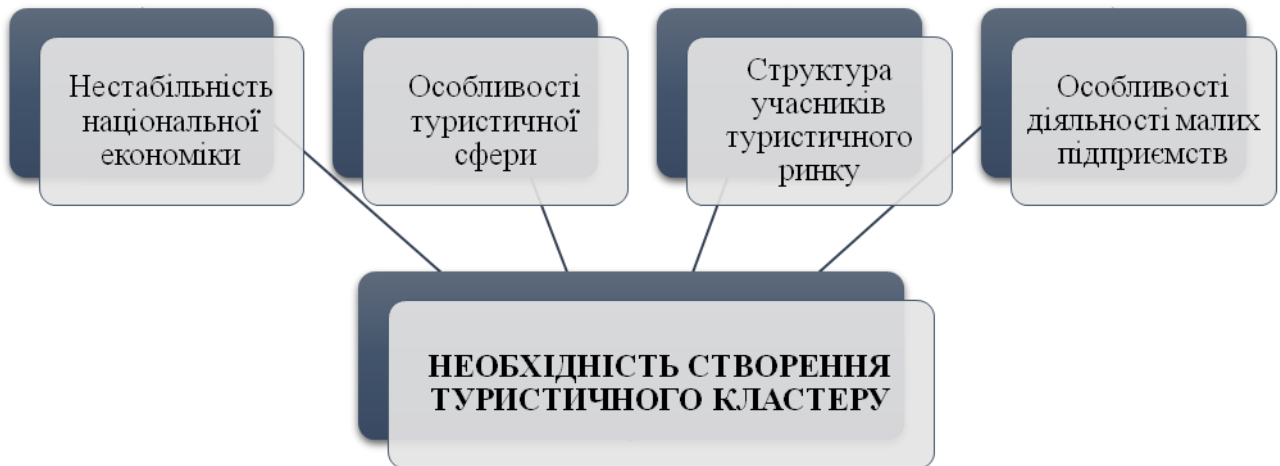 Нестабільність
національної
економіки
Особливості
туристичної
сфери
Структура
учасників
туристичного
ринку
Особливості
діяльності малих
підприємств
НЕОБХІДНІСТЬ СТВОРЕННЯ
ТУРИСТИЧНОГО КЛАСТЕРУ